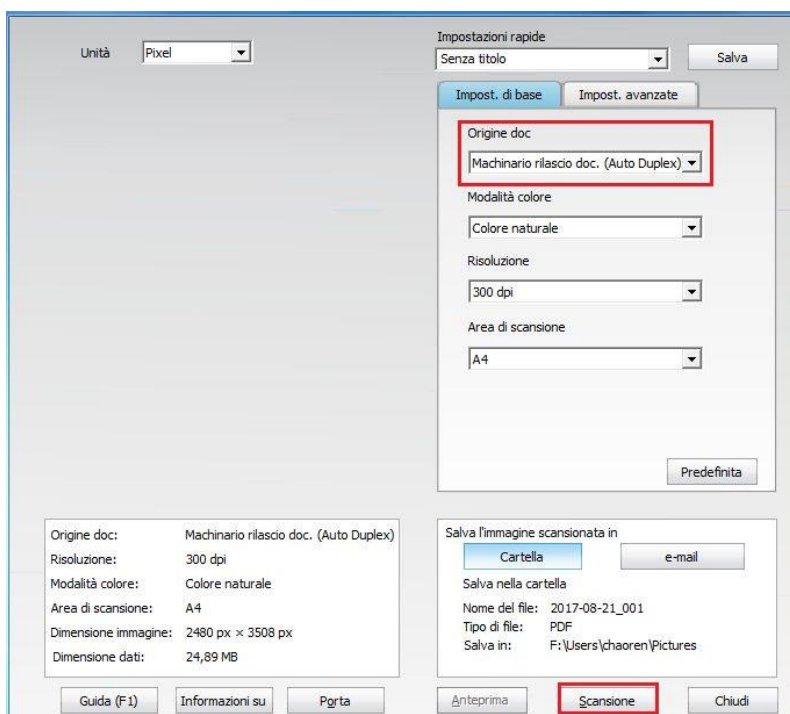 Unità Pixel
Impostazioni rapide
Senza titolo Salva
Impost. di base Impost. avanzate
Origine doc
Machinario rilascio doc. (Auto Duplex)
Modalità colore
Colore naturale
Risoluzione
300 dpi
Area di scansione
A4
Predefinita
Origine doc: Machinario rilascio doc. (Auto Duplex)
Risoluzione: 300 dpi
Modalità colore: Colore naturale
Area di scansione: A4
Dimensione immagine: 2480 px × 3508 px
Dimensione dati: 24,89 MB
Salva l'immagine scansionata in
Cartella e-mail
Salva nella cartella
Nome del file: 2017-08-21_001
Tipo di file: PDF
Salva in: F:\Users\chaoren\Pictures
Guida (F1) Informazioni su Porta Anteprima Scansione Chiudi